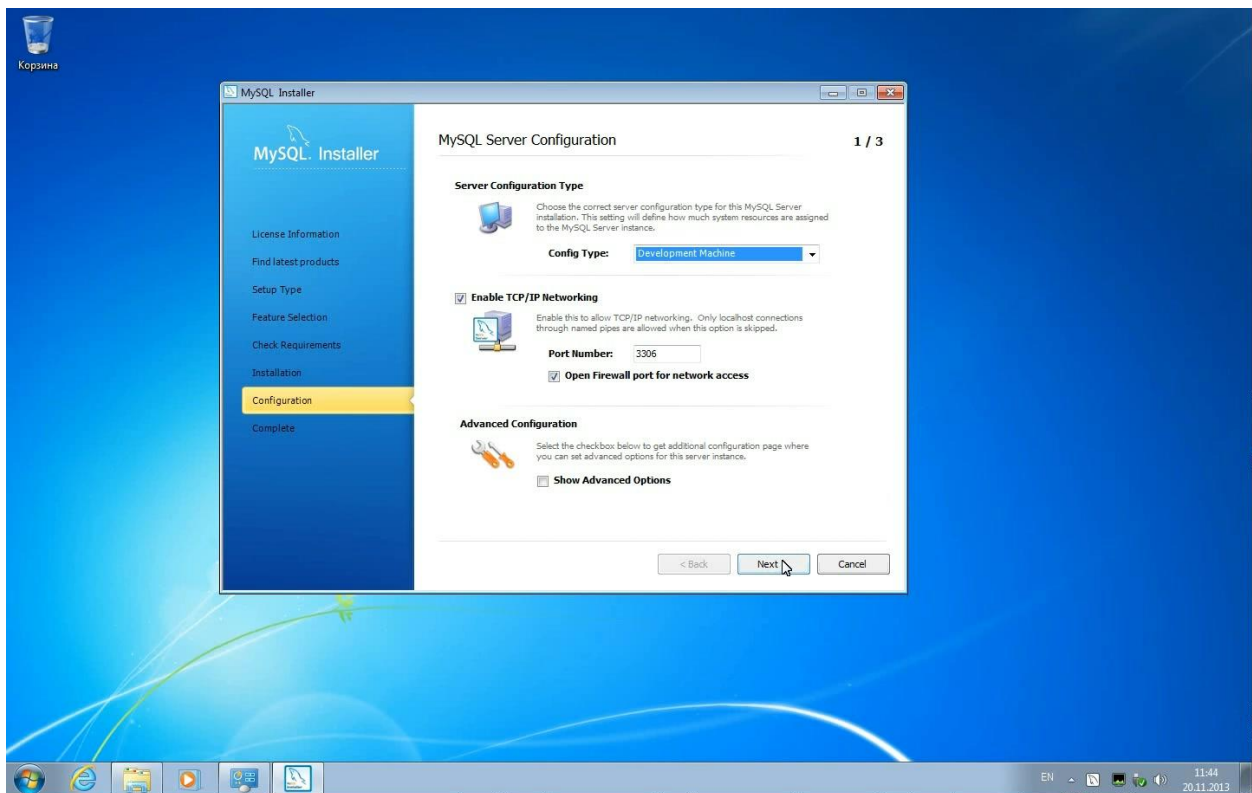 Корзина
MySQL Installer
MySQL. Installer
License Information
Find latest products
Setup Type
Feature Selection
Check Requirements
Installation
Configuration
Complete
MySQL Server Configuration
1 / 3
Server Configuration Type
Choose the correct server configuration type for this MySQL Server
installation. This setting will define how much system resources are assigned
to the MySQL Server instance.
Config Type:
Development Machine
Enable TCP/IP Networking
Enable this to allow TCP/IP networking. Only localhost connections
through named pipes are allowed when this option is skipped.
Port Number:
3306
Open Firewall port for network access
Advanced Configuration
Select the checkbox below to get additional configuration page where
you can set advanced options for this server instance.
Show Advanced Options
< Back
Next
Cancel
EN
11:44
20.11.2013